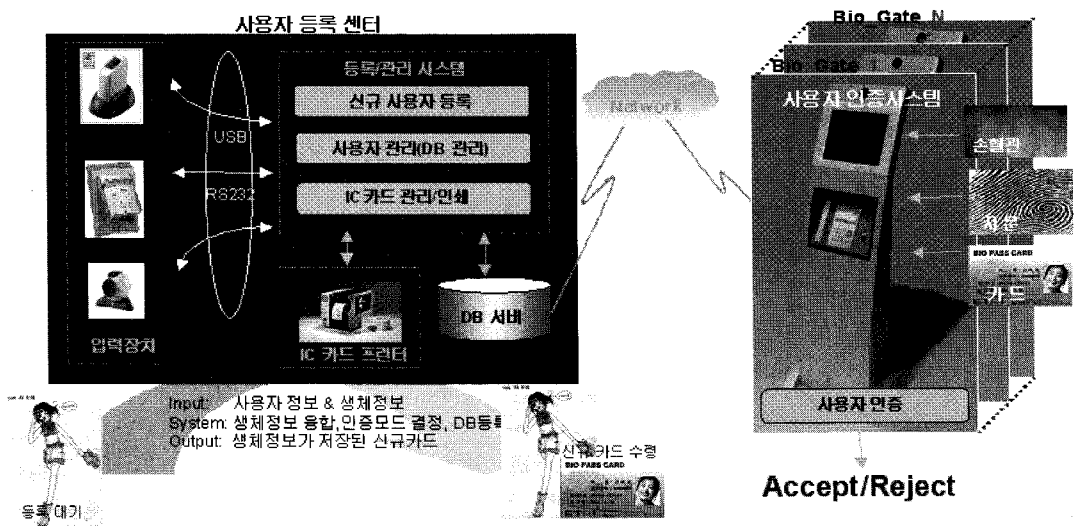 사용자 등록 센터
등록/관리 시스템
신규 사용자 등록
사용자 관리(DB 관리)
IC 카드 관리/인쇄
USB
RS232
입력장치
IC 카드 프린터
DB 서버
Network
Bio Gate N
Bio Gate
사용자 인증시스템
손혈관
지문
BIO PASS CARD
카드
사용자 인증
Accept/Reject
Input: 사용자 정보 & 생체정보
System: 생체정보 융합,인증모드 결정, DB등록
Output: 생체정보가 저장된 신규카드
등록 대기
신규 카드 수령
BIO PASS CARD